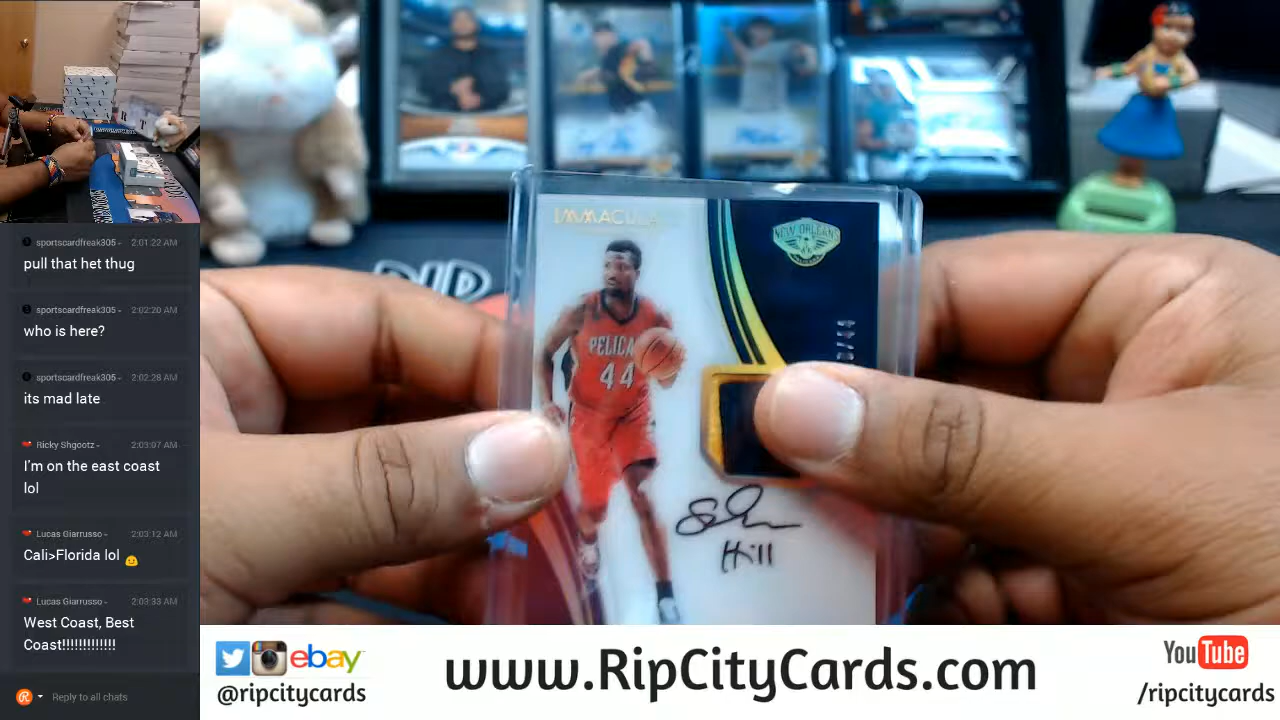 sportscardfreak305 - 2:01:22 AM
pull that het thug
sportscardfreak305 - 2:02:20 AM
who is here?
sportscardfreak305 - 2:02:28 AM
its mad late
Ricky Shgootz - 2:03:07 AM
I'm on the east coast
lol
Lucas Giarrusso - 2:03:12 AM
Cali>Florida lol
Lucas Giarrusso - 2:03:33 AM
West Coast, Best
Coast!!!!!!!!!!!!!
Reply to all chats
NEW ORLEANS
PELICA
44
Hill
ebay
@ripcitycards
www.RipCityCards.com
YouTube
/ripcitycards